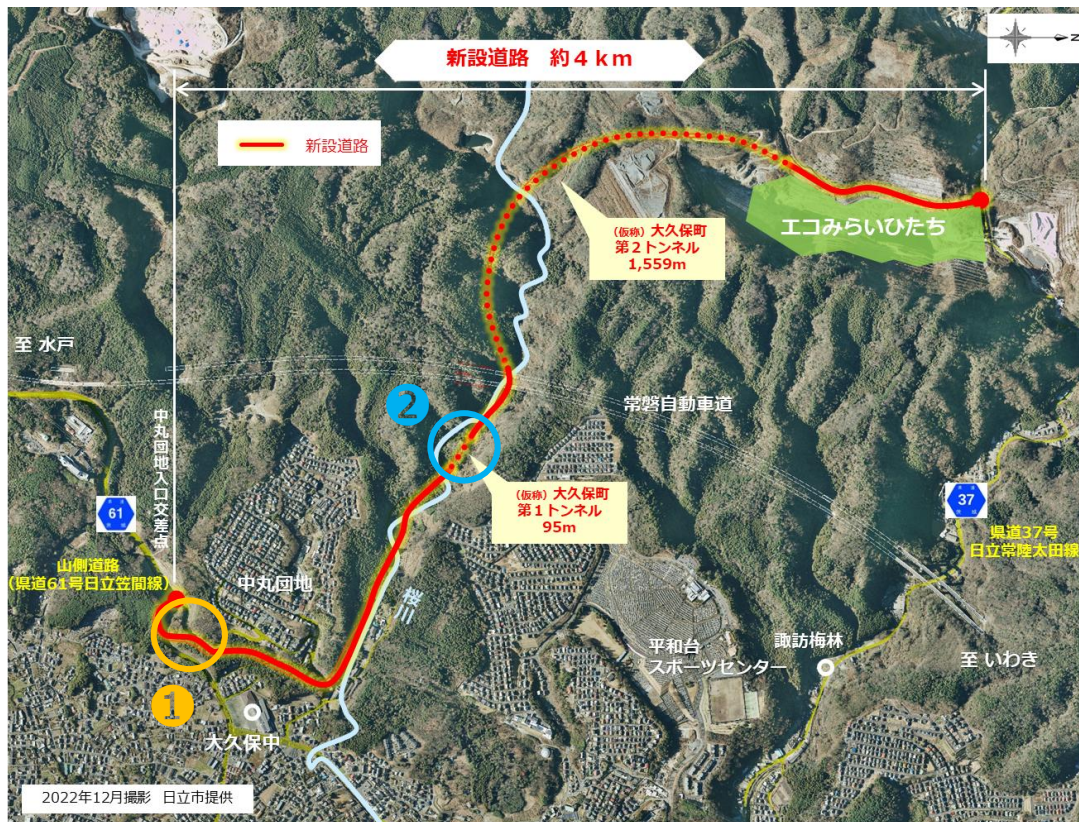 新設道路 約4km
N
新設道路
(仮称) 大久保町
第2トンネル
1,559m
エコみらいひたち
至 水戸
中丸団地入口交差点
❷
常磐自動車道
(仮称) 大久保町
第1トンネル
95m
61
37
県道37号
日立常陸太田線
山側道路
(県道61号日立笠間線)
中丸団地
桜川
平和台
スポーツセンター
諏訪梅林
至 いわき
❶
大久保中
2022年12月撮影 日立市提供